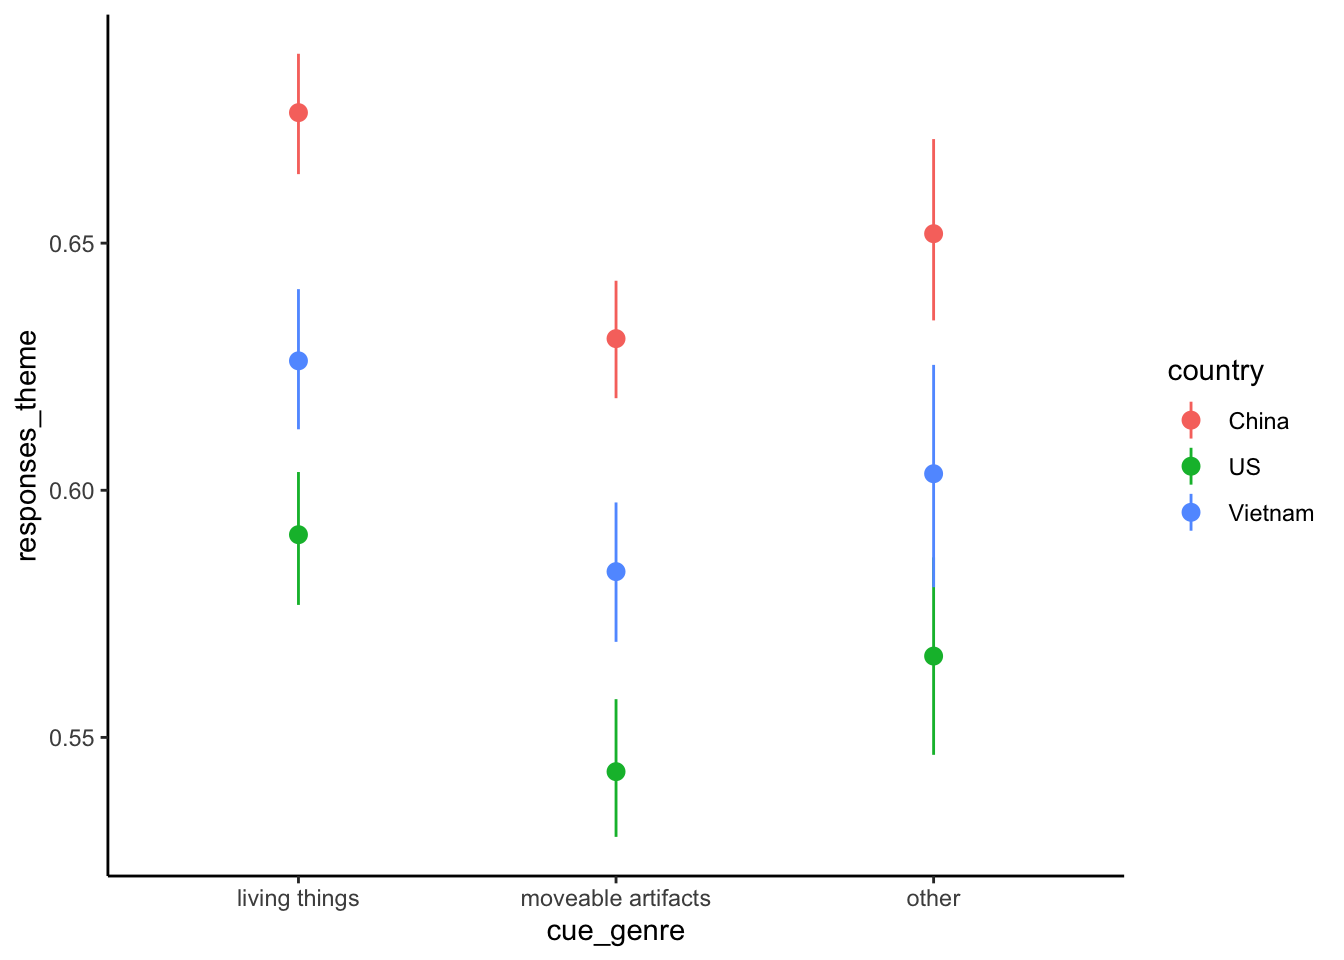 responses_theme
0.65
0.60
0.55
living things
moveable artifacts
other
cue_genre
country
China
US
Vietnam